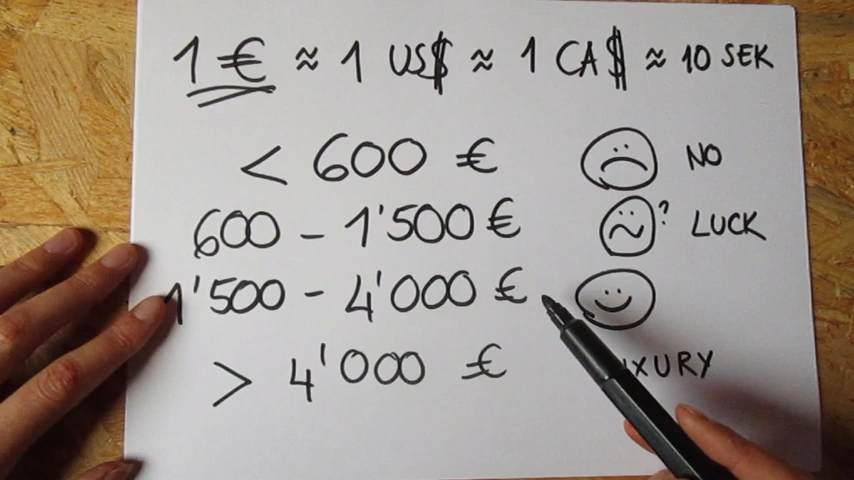 1 € ≈ 1 US$ ≈ 1 CA$ ≈ 10 SEK
< 600 € NO
600 - 1'500 € ? LUCK
1'500 - 4'000 €
> 4'000 €